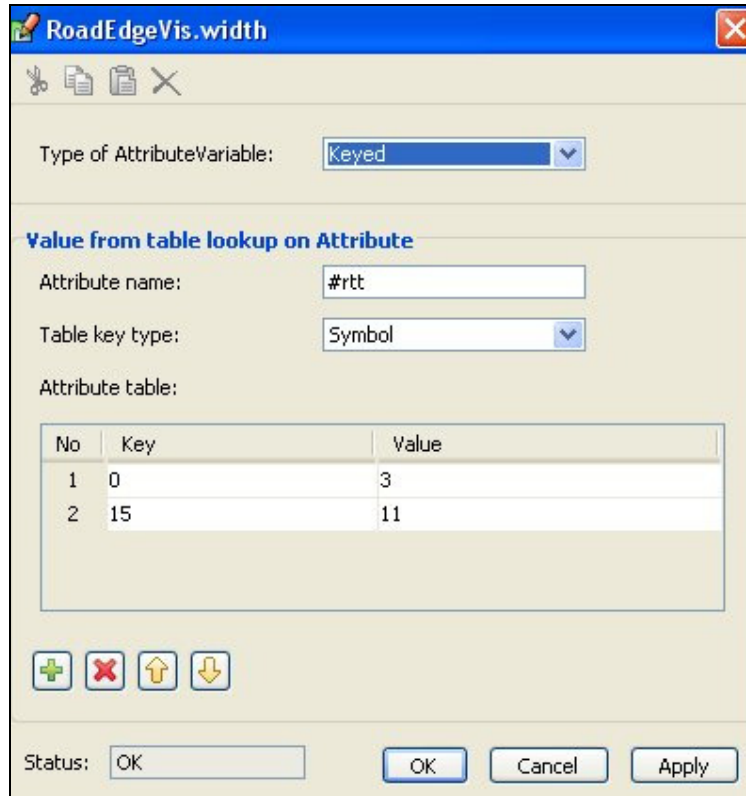 RoadEdgeVis.width
Type of AttributeVariable: Keyed
Value from table lookup on Attribute
Attribute name: #rtt
Table key type: Symbol
Attribute table:
No Key Value
1 0 3
2 15 11
Status: OK OK Cancel Apply